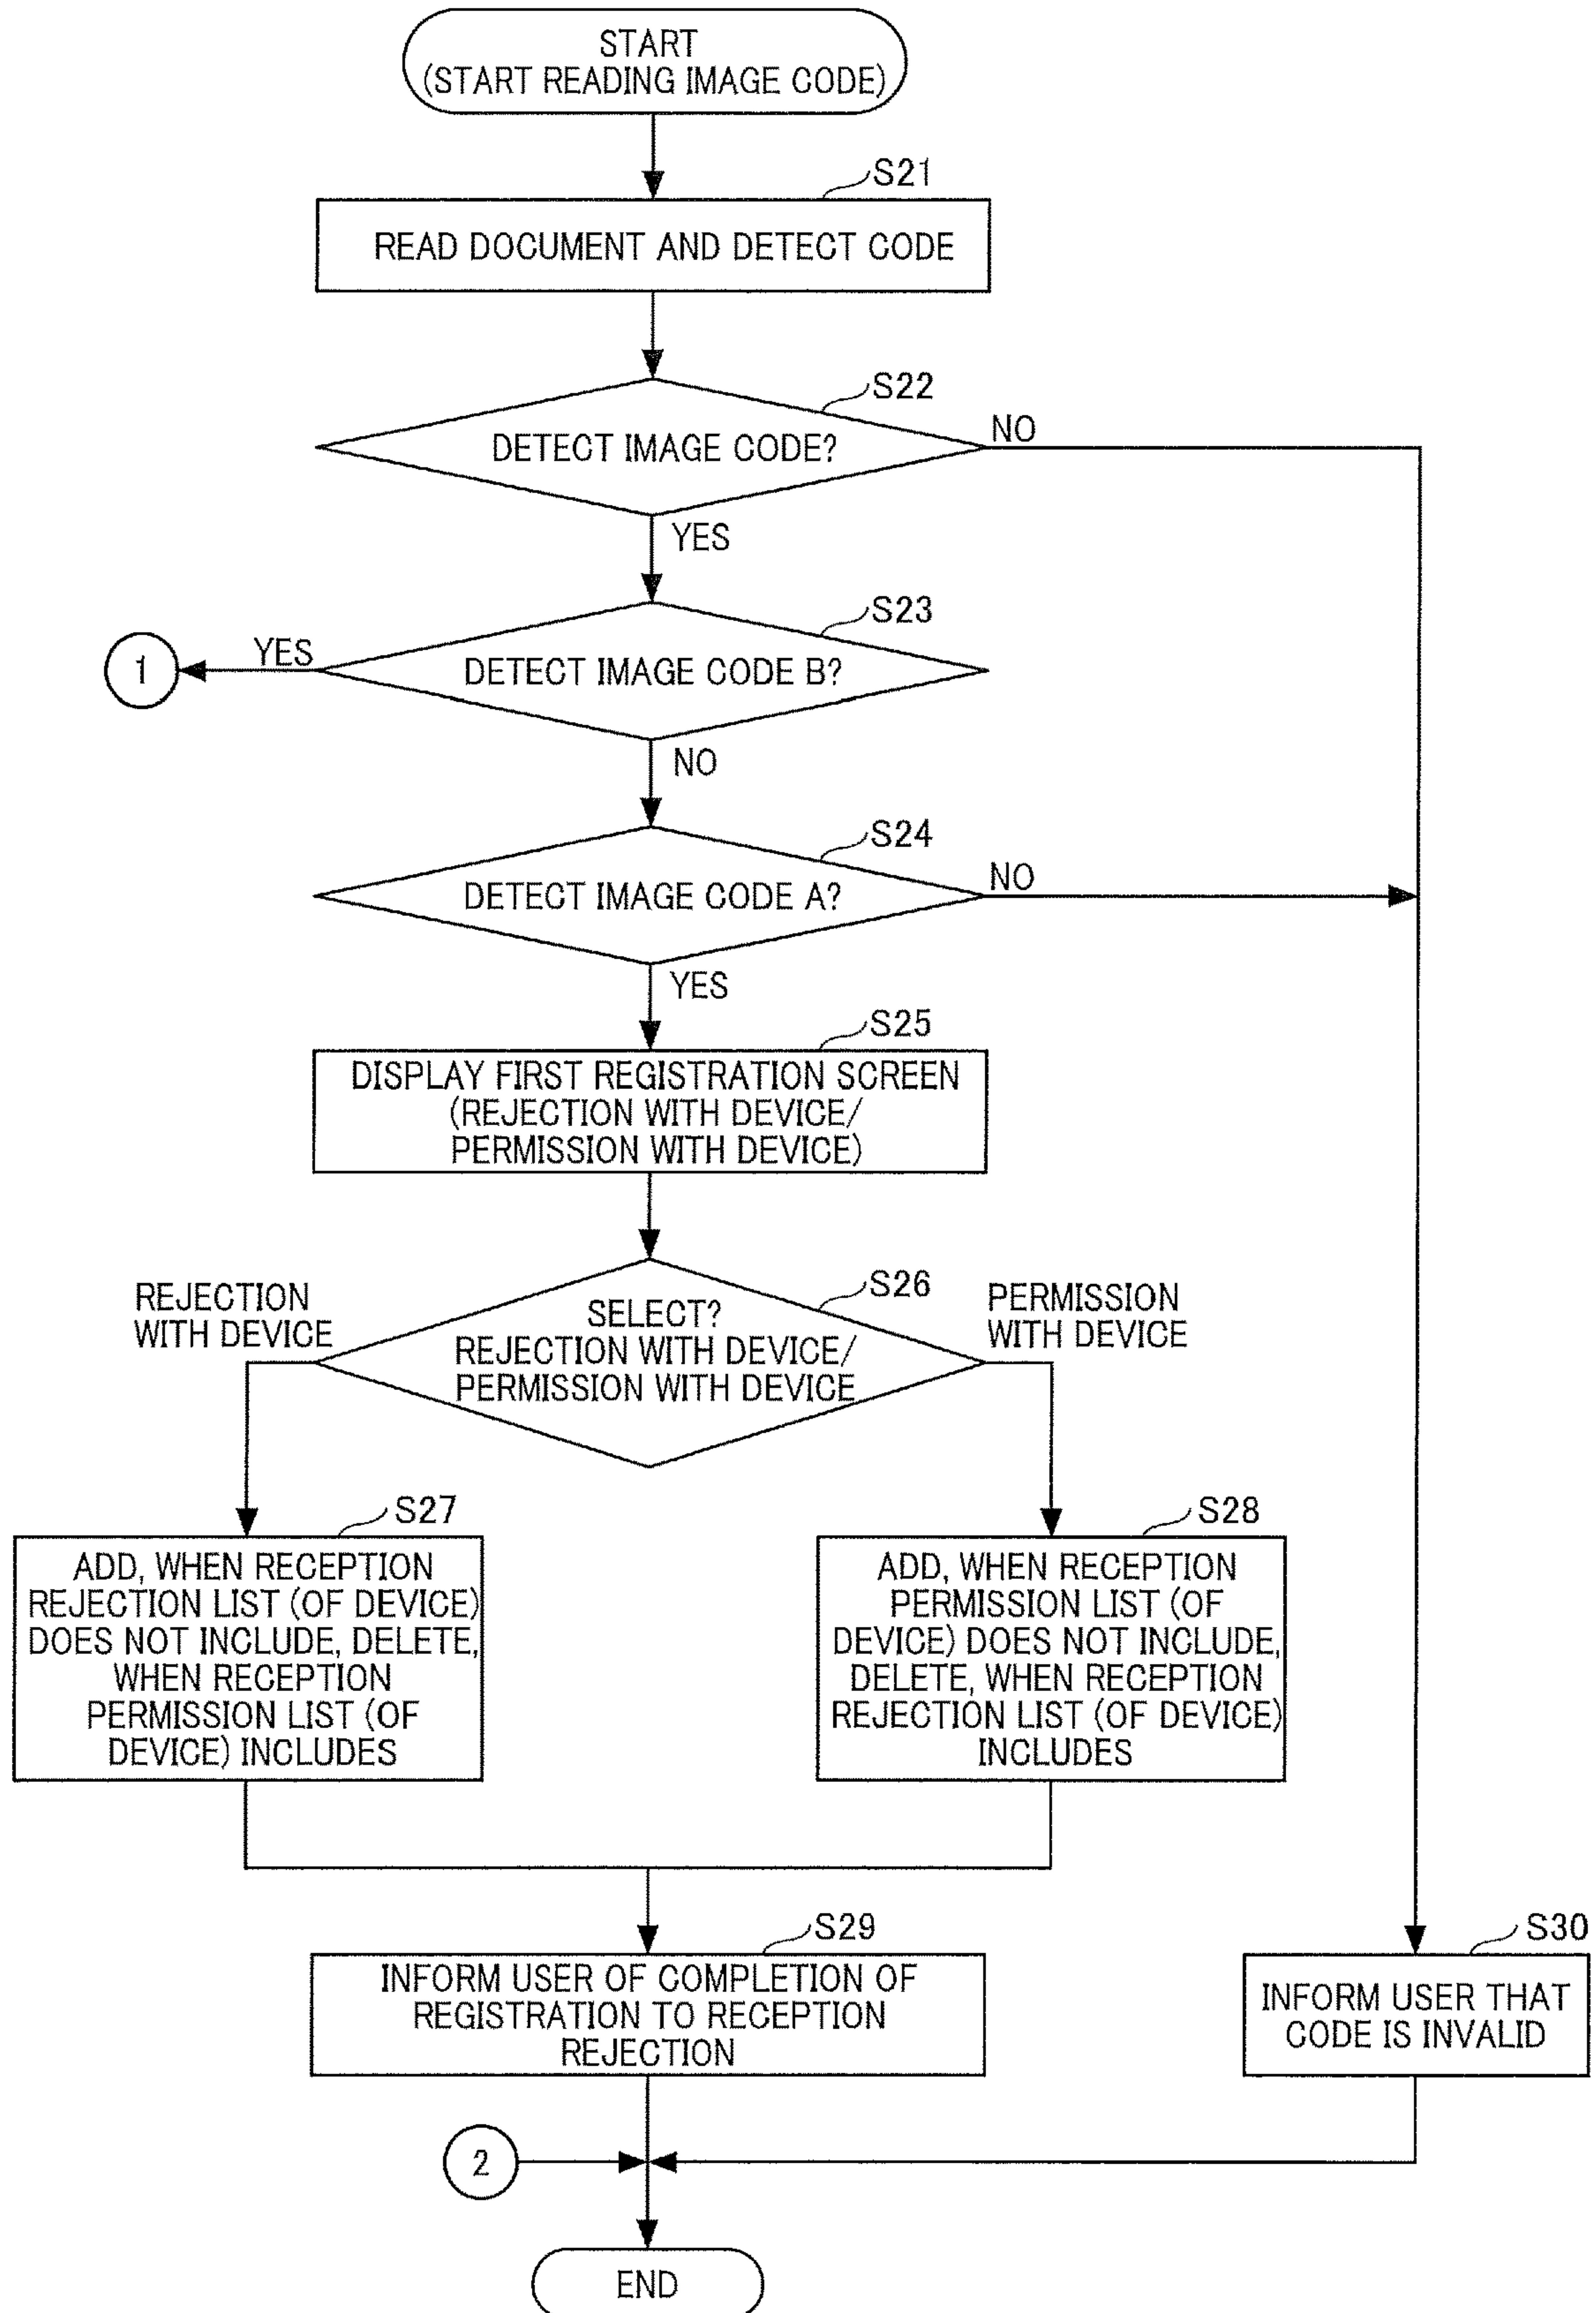 START
(START READING IMAGE CODE)
S21
READ DOCUMENT AND DETECT CODE
S22
DETECT IMAGE CODE?
NO
YES
S23
1
YES
DETECT IMAGE CODE B?
NO
S24
DETECT IMAGE CODE A?
NO
YES
S25
DISPLAY FIRST REGISTRATION SCREEN
(REJECTION WITH DEVICE/
PERMISSION WITH DEVICE)
REJECTION
WITH DEVICE
S26
SELECT?
REJECTION WITH DEVICE/
PERMISSION WITH DEVICE
PERMISSION
WITH DEVICE
S27
ADD, WHEN RECEPTION
REJECTION LIST (OF DEVICE)
DOES NOT INCLUDE, DELETE,
WHEN RECEPTION
PERMISSION LIST (OF
DEVICE) INCLUDES
S28
ADD, WHEN RECEPTION
PERMISSION LIST (OF
DEVICE) DOES NOT INCLUDE,
DELETE, WHEN RECEPTION
REJECTION LIST (OF DEVICE)
INCLUDES
S29
INFORM USER OF COMPLETION OF
REGISTRATION TO RECEPTION
REJECTION
S30
INFORM USER THAT
CODE IS INVALID
2
END